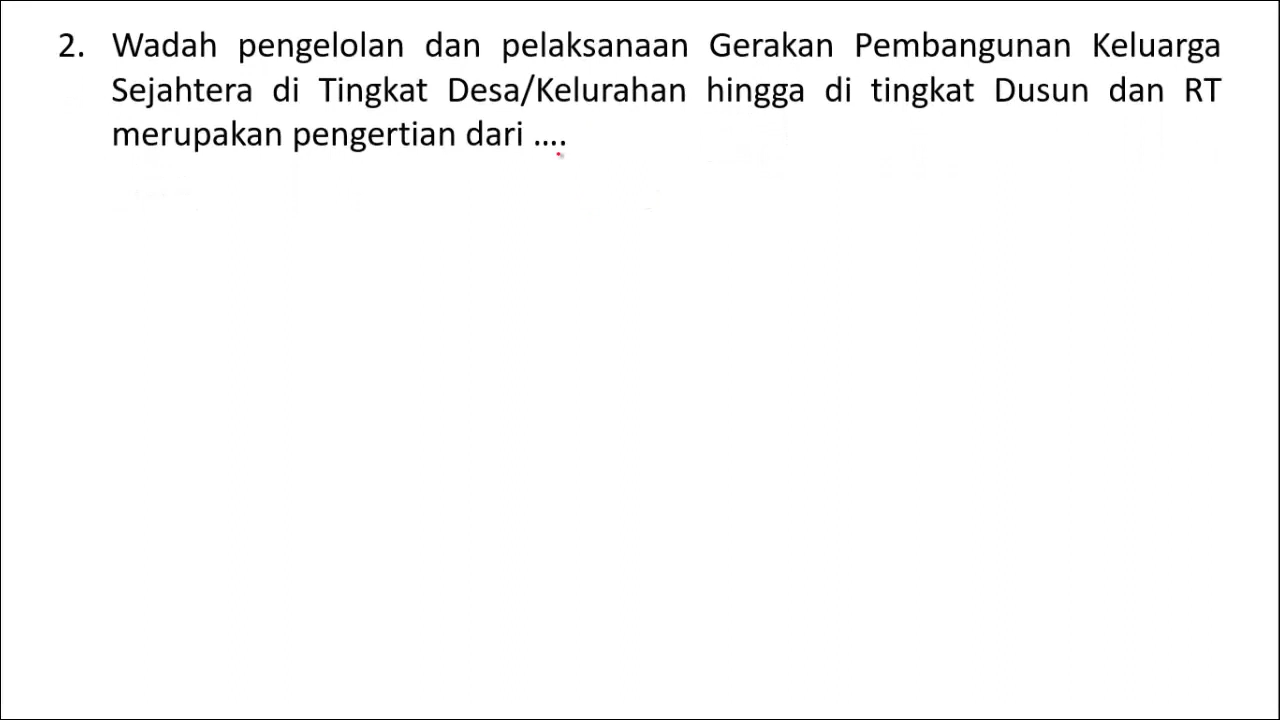 2. Wadah pengelolan dan pelaksanaan Gerakan Pembangunan Keluarga
Sejahtera di Tingkat Desa/Kelurahan hingga di tingkat Dusun dan RT
merupakan pengertian dari ....